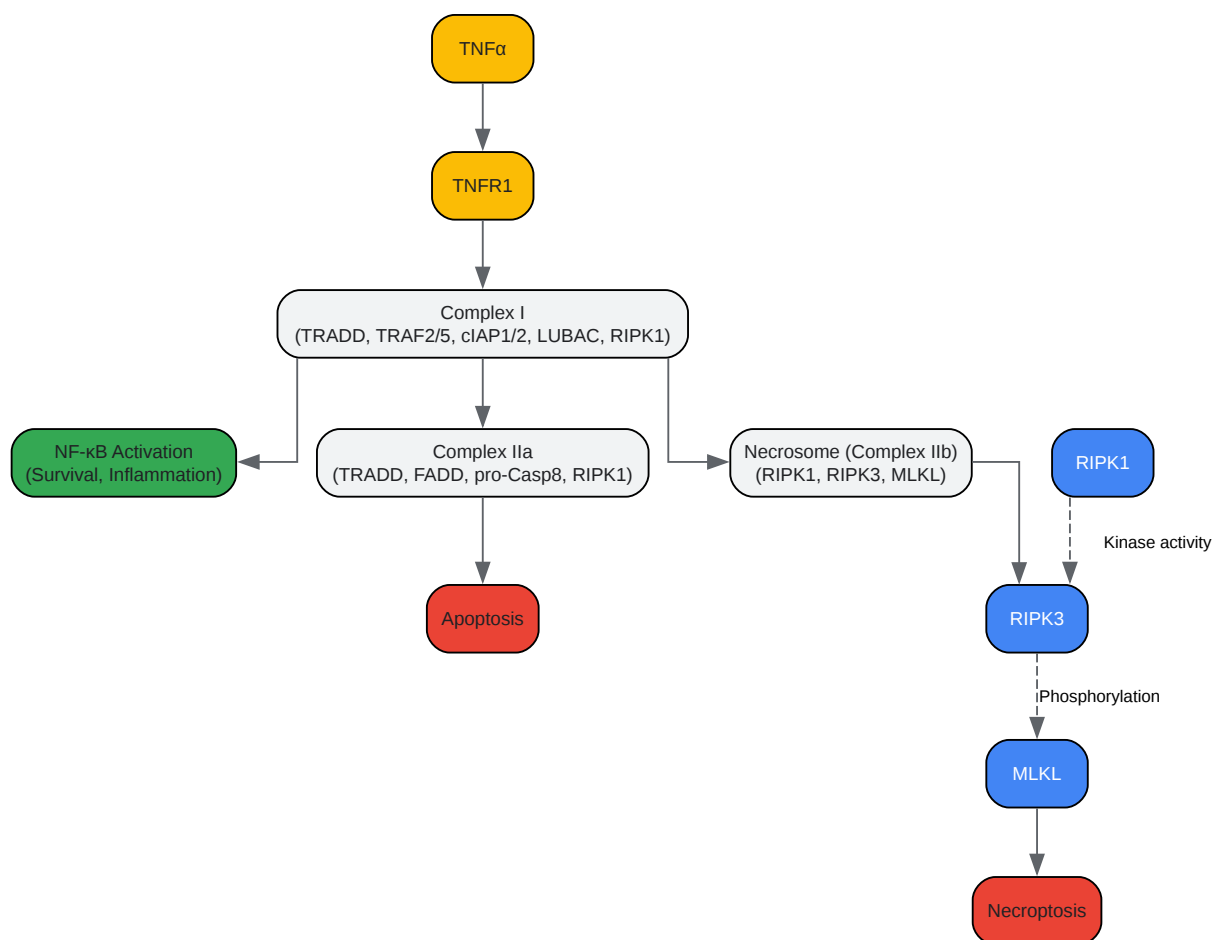 TNFα
TNFR1
Complex I
(TRADD, TRAF2/5, cIAP1/2, LUBAC, RIPK1)
NF-κB Activation
(Survival, Inflammation)
Complex IIa
(TRADD, FADD, pro-Casp8, RIPK1)
Necrosome (Complex IIb)
(RIPK1, RIPK3, MLKL)
RIPK1
Kinase activity
Apoptosis
RIPK3
Phosphorylation
MLKL
Necroptosis